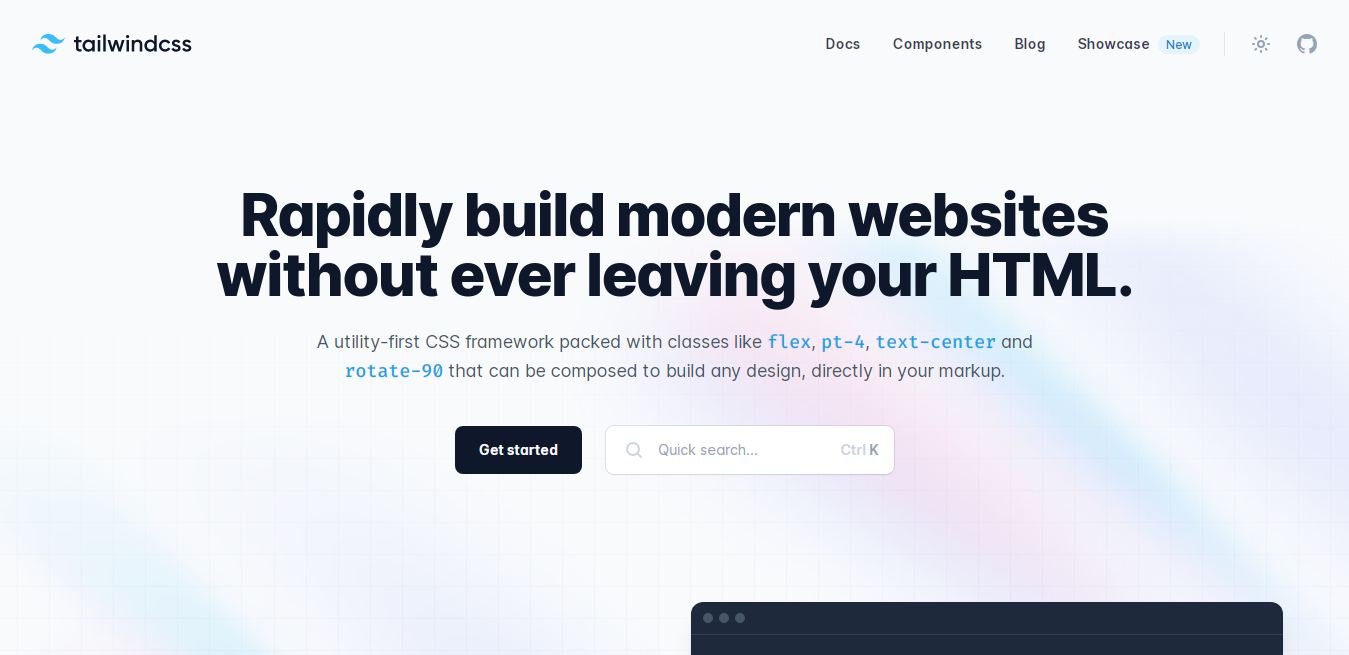 tailwindcss
Docs Components Blog Showcase New
Rapidly build modern websites
without ever leaving your HTML.
A utility-first CSS framework packed with classes like flex, pt-4, text-center and
rotate-90 that can be composed to build any design, directly in your markup.
Get started
Quick search... Ctrl K